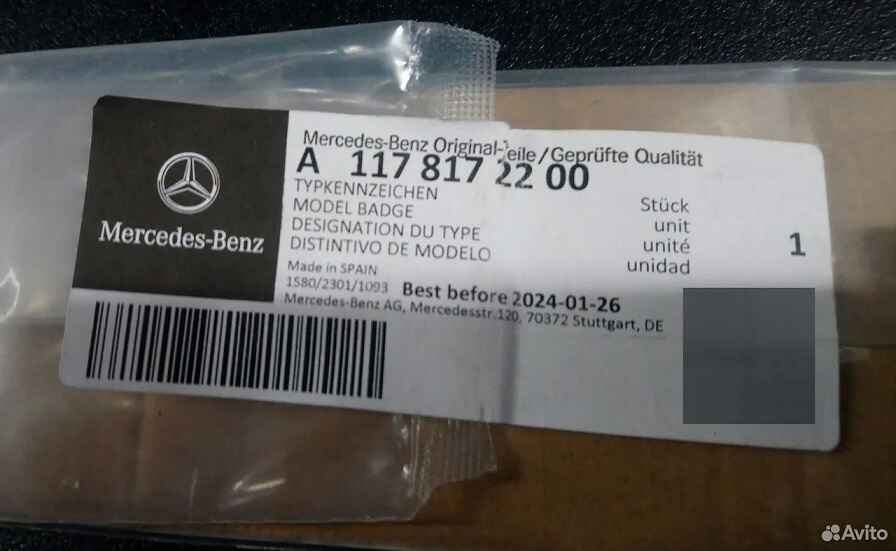 Mercedes-Benz
Mercedes-Benz Original-Teile/Geprüfte Qualität
A 117 817 22 00
TYPKENNZEICHEN
MODEL BADGE
DESIGNATION DU TYPE
DISTINTIVO DE MODELO
Stück
unit
unité
unidad
1
Made in SPAIN
1580/2301/1093 Best before 2024-01-26
Mercedes-Benz AG, Mercedesstr.120, 70372 Stuttgart, DE
Avito